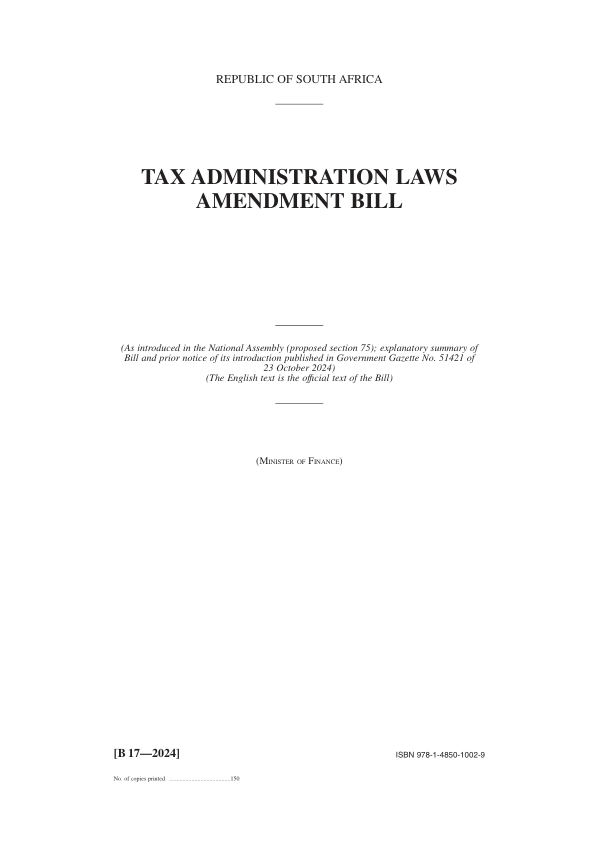 REPUBLIC OF SOUTH AFRICA
TAX ADMINISTRATION LAWS
AMENDMENT BILL
(As introduced in the National Assembly (proposed section 75); explanatory summary of
Bill and prior notice of its introduction published in Government Gazette No. 51421 of
23 October 2024)
(The English text is the official text of the Bill)
(Minister of Finance)
[B 17—2024]
ISBN 978-1-4850-1002-9
No. of copies printed .........................................150